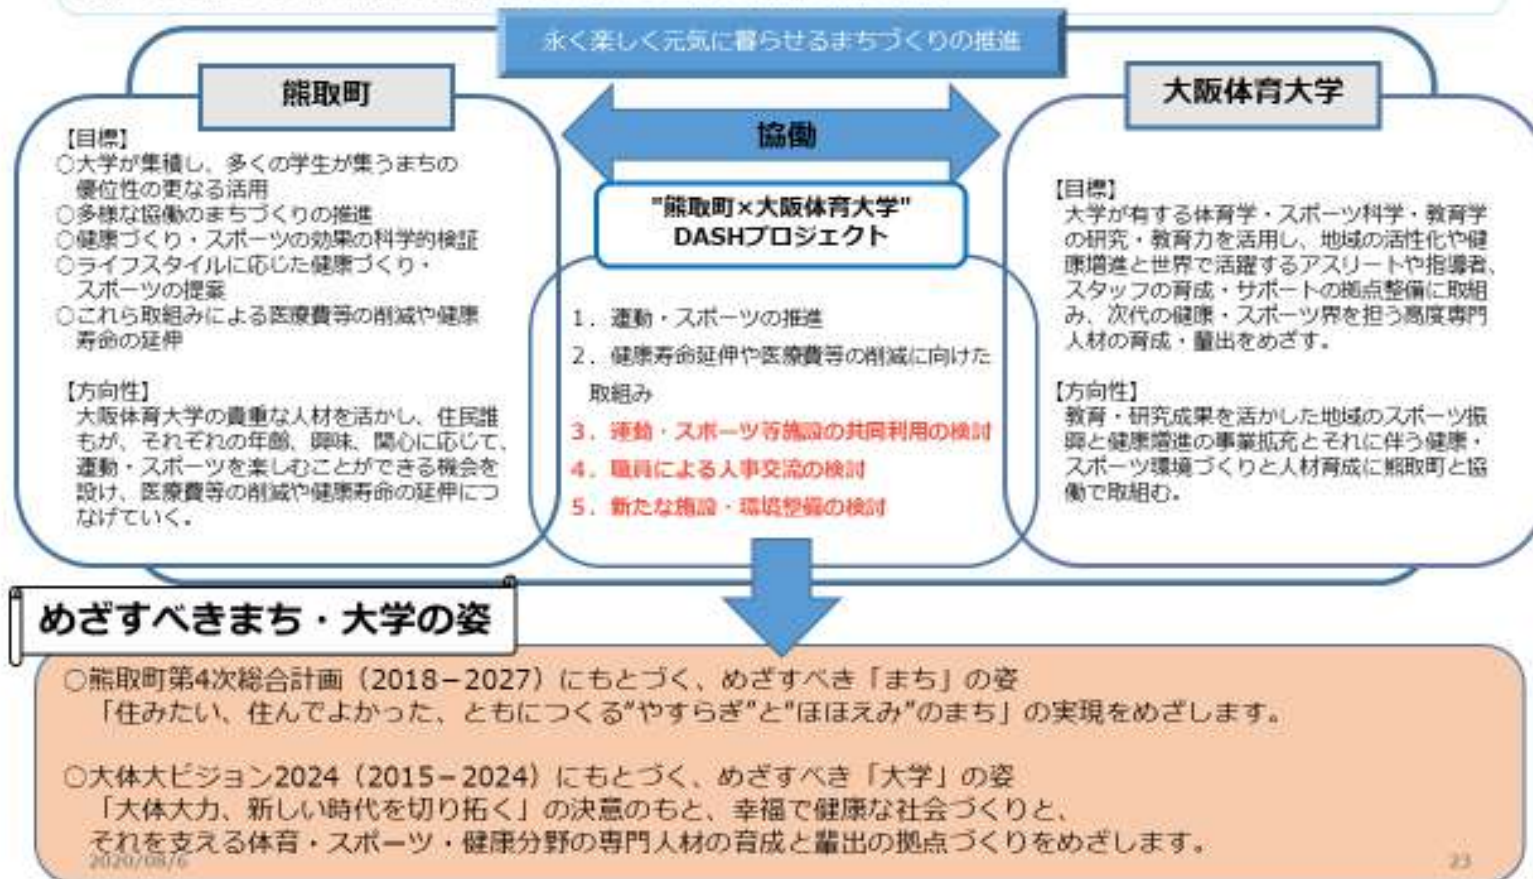 永く楽しく元気に暮らせるまちづくりの推進
熊取町
【目標】
○大学が集積し、多くの学生が集うまちの
優位性の更なる活用
○多様な協働のまちづくりの推進
○健康づくり・スポーツの効果の科学的検証
○ライフスタイルに応じた健康づくり・
スポーツの提案
○これら取組みによる医療費等の削減や健康
寿命の延伸
【方向性】
大阪体育大学の貴重な人材を活かし、住民誰
もが、それぞれの年齢、興味、関心に応じて、
運動・スポーツを楽しむことができる機会を
設け、医療費等の削減や健康寿命の延伸につ
なげていく。
協働
"熊取町×大阪体育大学"
DASHプロジェクト
1．運動・スポーツの推進
2．健康寿命延伸や医療費等の削減に向けた
取組み
3．運動・スポーツ等施設の共同利用の検討
4．職員による人事交流の検討
5．新たな施設・環境整備の検討
大阪体育大学
【目標】
大学が有する体育学・スポーツ科学・教育学
の研究・教育力を活用し、地域の活性化や健
康増進と世界で活躍するアスリートや指導者、
スタッフの育成・サポートの拠点整備に取組
み、次代の健康・スポーツ界を担う高度専門
人材の育成・輩出をめざす。
【方向性】
教育・研究成果を活かした地域のスポーツ振
興と健康増進の事業拡充とそれに伴う健康・
スポーツ環境づくりと人材育成に熊取町と協
働で取組む。
めざすべきまち・大学の姿
○熊取町第4次総合計画（2018－2027）にもとづく、めざすべき「まち」の姿
「住みたい、住んでよかった、ともにつくる“やすらぎ”と“ほほえみ”のまち」の実現をめざします。
○大体大ビジョン2024（2015－2024）にもとづく、めざすべき「大学」の姿
「大体大力、新しい時代を切り拓く」の決意のもと、幸福で健康な社会づくりと、
それを支える体育・スポーツ・健康分野の専門人材の育成と輩出の拠点づくりをめざします。
2020/08/6
23